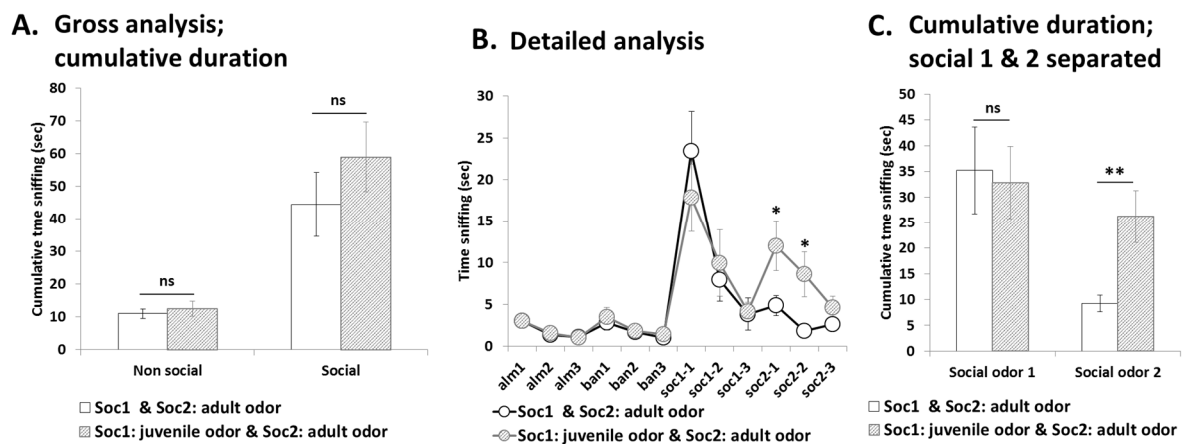 A. Gross analysis;
cumulative duration
Cumulative tme sniffing (sec)
80
70
60
50
40
30
20
10
0
ns
ns
Non social
Social
Soc1 & Soc2: adult odor
Soc1: juvenile odor & Soc2: adult odor
B. Detailed analysis
Time sniffing (sec)
30
25
20
15
10
5
0
*
*
alm1
alm2
alm3
ban1
ban2
ban3
soc1-1
soc1-2
soc1-3
soc2-1
soc2-2
soc2-3
Soc1 & Soc2: adult odor
Soc1: juvenile odor & Soc2: adult odor
C. Cumulative duration;
social 1 & 2 separated
Cumulative tme sniffing (sec)
50
45
40
35
30
25
20
15
10
5
0
ns
**
Social odor 1
Social odor 2
Soc1 & Soc2: adult odor
Soc1: juvenile odor & Soc2: adult odor